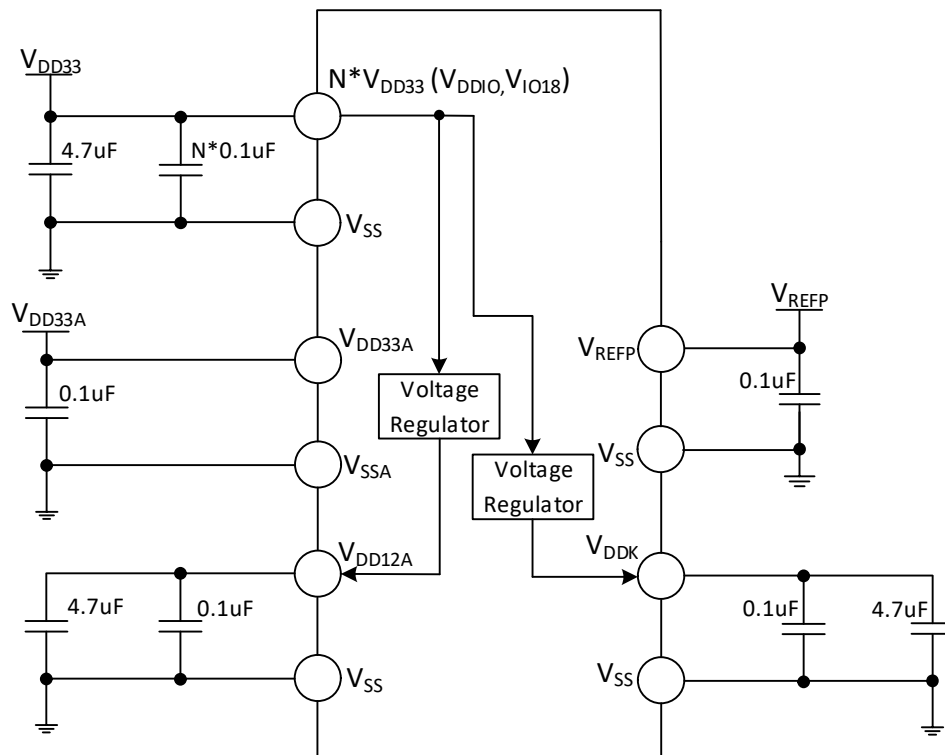 VDD33
N*VDD33 (VDDIO,VIO18)
4.7uF
N*0.1uF
VSS
VDD33A
VDD33A
0.1uF
VSSA
Voltage
Regulator
Voltage
Regulator
VREFP
VREFP
0.1uF
VSS
VDD12A
4.7uF
0.1uF
VSS
VDDK
0.1uF
4.7uF
VSS